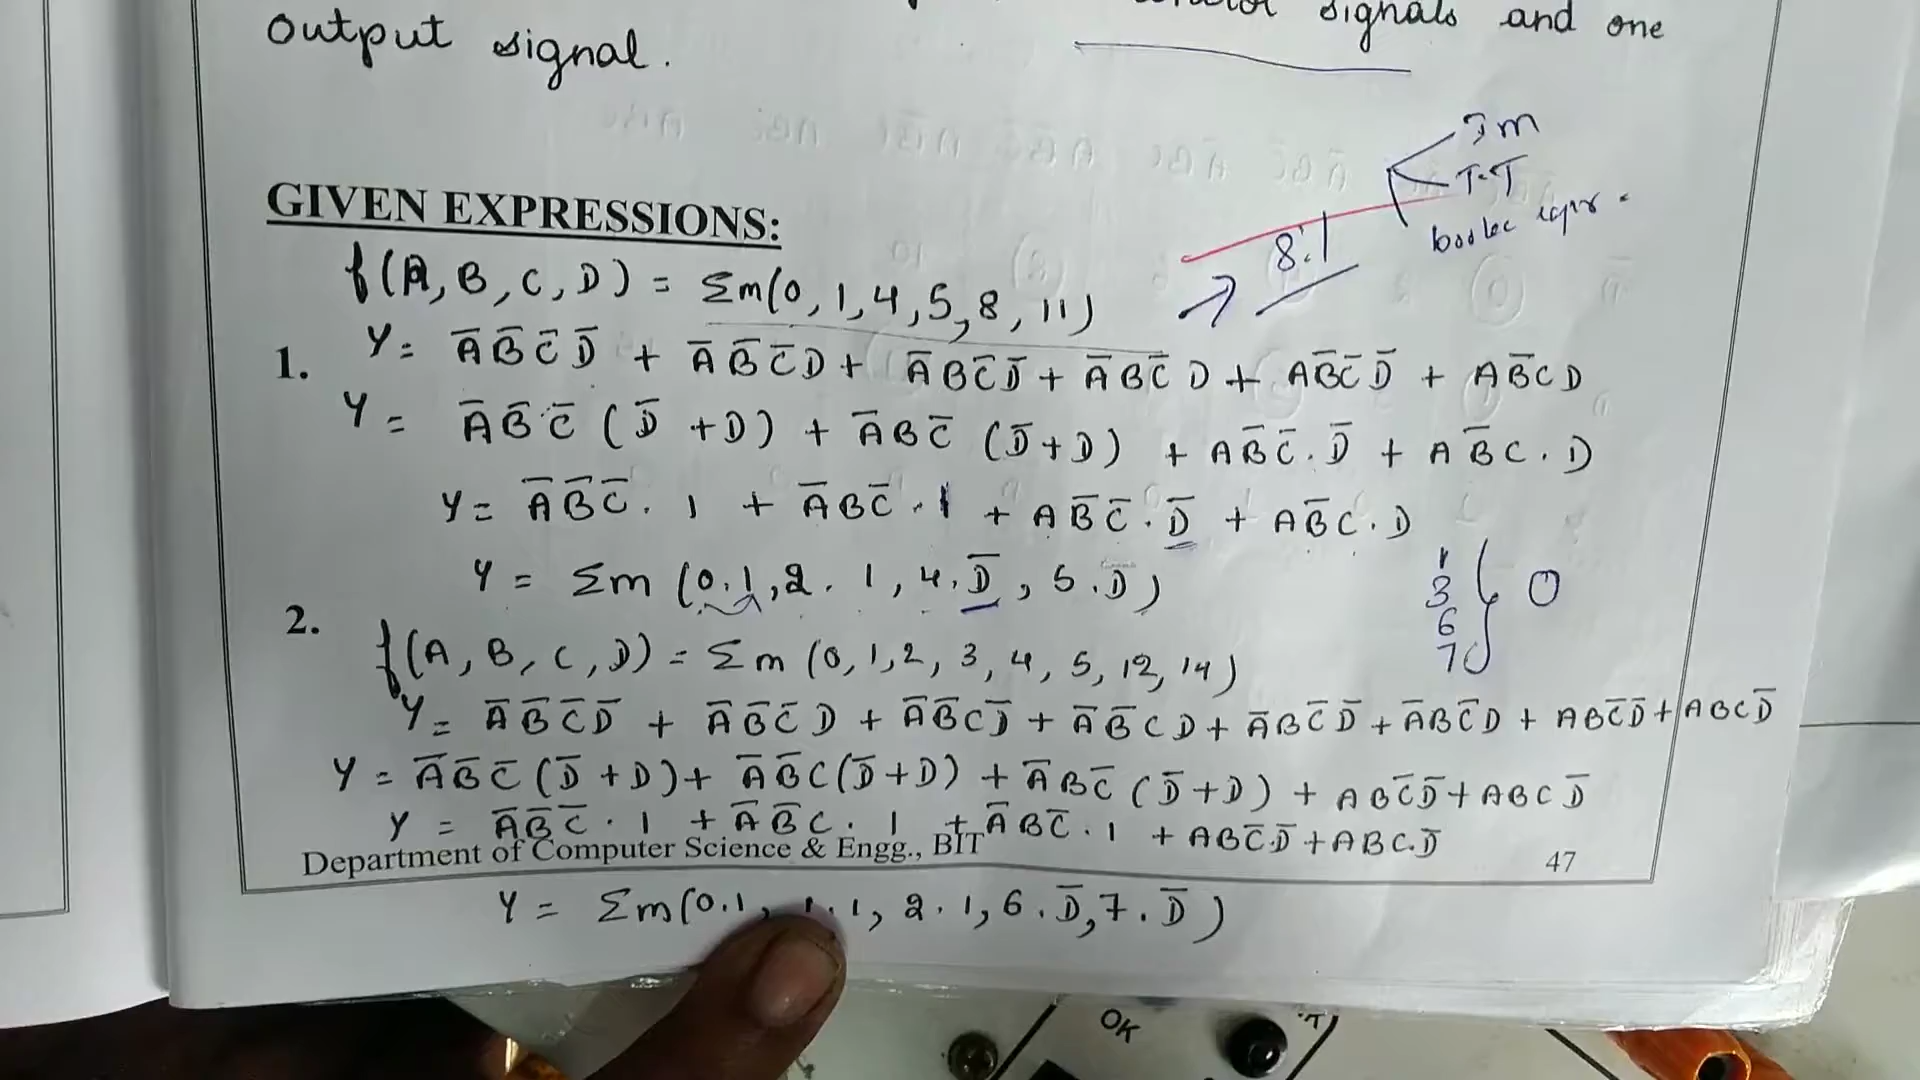 signals and one
output signal.
GIVEN EXPRESSIONS:
8:1
T.T
f(A, B, C, D) = Σm(0, 1, 4, 5, 8, 11)
1. Y = A̅B̅C̅D̅ + A̅B̅C̅D + A̅BC̅D̅ + A̅BC̅D + AB̅C̅D̅ + AB̅CD
Y = A̅B̅C̅ (D̅ + D) + A̅BC̅ (D̅ + D) + AB̅C̅.D̅ + AB̅C.D
Y = A̅B̅C̅. 1 + A̅BC̅.1 + AB̅C̅.D̅ + AB̅C.D
Y = Σm (0.1, 2. 1, 4.D̅, 5.D)
1
3
6
7
0
2. f(A, B, C, D) = Σm (0, 1, 2, 3, 4, 5, 12, 14)
Y = A̅B̅C̅D̅ + A̅B̅C̅D + A̅B̅CD̅ + A̅B̅CD + A̅BC̅D̅ + A̅BC̅D + ABC̅D̅ + ABCD̅
Y = A̅B̅C̅ (D̅ + D) + A̅B̅C(D̅ + D) + A̅BC̅ (D̅ + D) + ABC̅D̅ + ABCD̅
Y = A̅B̅C̅. 1 + A̅B̅C. 1 + A̅BC̅.1 + ABC̅.D̅ + ABC.D̅
Department of Computer Science & Engg., BIT 47
Y = Σm(0.1, 1.1, 2.1, 6.D̅, 7.D̅)
OK